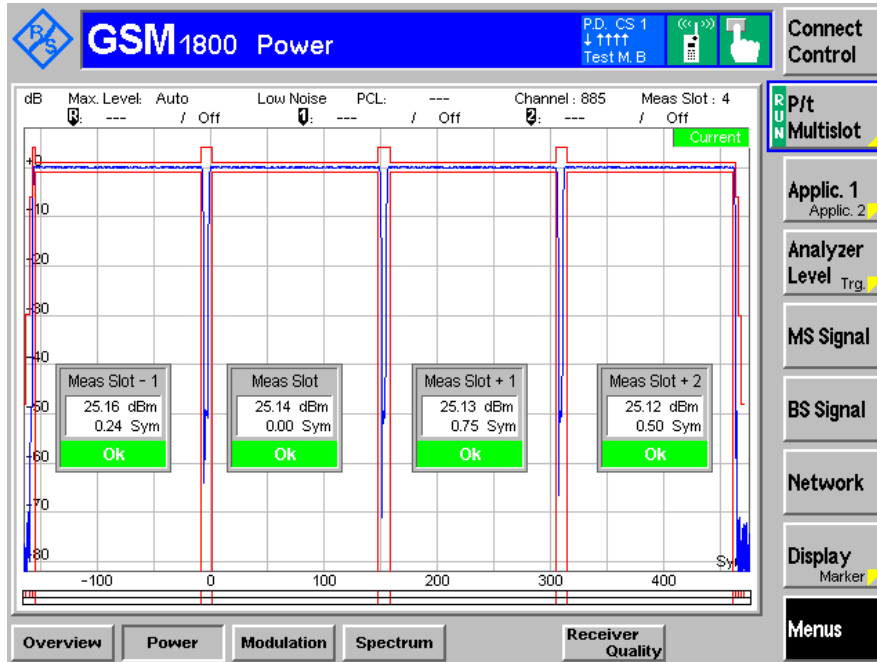 R/S
GSM 1800 Power
P.D. CS 1
↓ ↑↑↑↑
Test M. B
Connect
Control
dB Max. Level: Auto Low Noise PCL: --- Channel : 885 Meas Slot : 4
R: --- / Off 1: --- / Off 2: --- / Off
RUN
P/t
Multislot
Current
+0
-10
-20
-30
-40
-50
-60
-70
-80
Applic. 1
Applic. 2
Analyzer
Level Trg.
MS Signal
Meas Slot - 1
25.16 dBm
0.24 Sym
Ok
Meas Slot
25.14 dBm
0.00 Sym
Ok
Meas Slot + 1
25.13 dBm
0.75 Sym
Ok
Meas Slot + 2
25.12 dBm
0.50 Sym
Ok
BS Signal
Network
Display
Marker
-100 0 100 200 300 400
Menus
Overview Power Modulation Spectrum Receiver
Quality